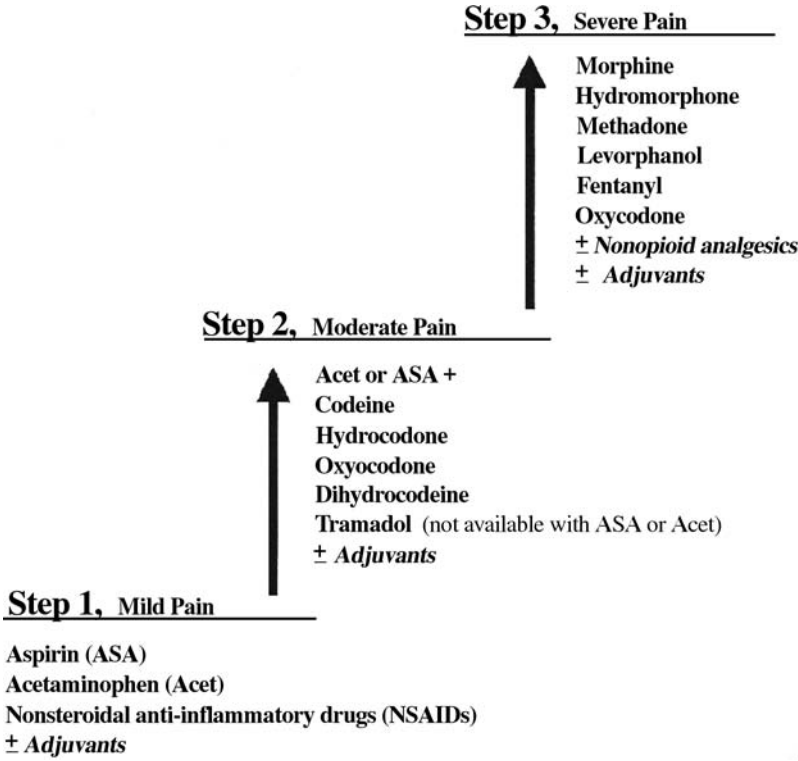 Step 3, Severe Pain
Morphine
Hydromorphone
Methadone
Levorphanol
Fentanyl
Oxycodone
± Nonopioid analgesics
± Adjuvants
Step 2, Moderate Pain
Acet or ASA +
Codeine
Hydrocodone
Oxyocodone
Dihydrocodeine
Tramadol (not available with ASA or Acet)
± Adjuvants
Step 1, Mild Pain
Aspirin (ASA)
Acetaminophen (Acet)
Nonsteroidal anti-inflammatory drugs (NSAIDs)
± Adjuvants